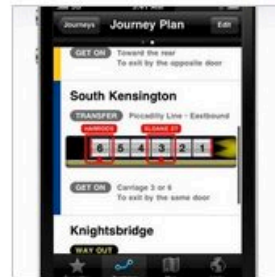 Journeys
Journey Plan
Edit
GET ON Toward the rear
To exit by the opposite door
South Kensington
TRANSFER Piccadilly Line - Eastbound
HARRODS SLOANE ST
6 5 4 3 2 1
GET ON Carriage 3 or 6
To exit by the same door
Knightsbridge
WAY OUT